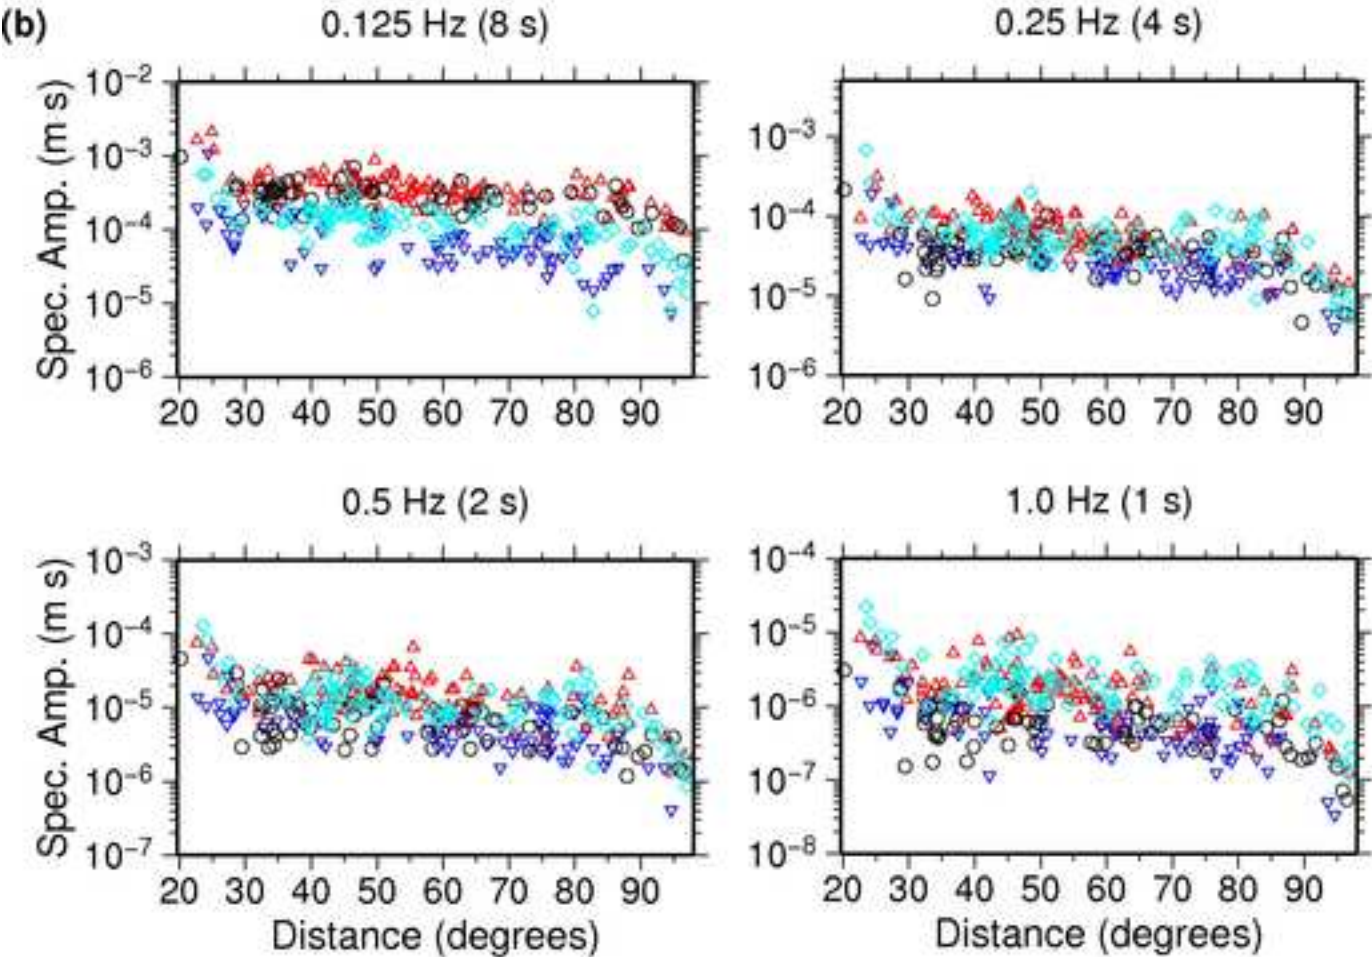 (b)
0.125 Hz (8 s)
0.25 Hz (4 s)
Spec. Amp. (m s)
10⁻²
10⁻³
10⁻⁴
10⁻⁵
10⁻⁶
20 30 40 50 60 70 80 90
10⁻³
10⁻⁴
10⁻⁵
10⁻⁶
20 30 40 50 60 70 80 90
0.5 Hz (2 s)
1.0 Hz (1 s)
Spec. Amp. (m s)
10⁻³
10⁻⁴
10⁻⁵
10⁻⁶
10⁻⁷
20 30 40 50 60 70 80 90
Distance (degrees)
10⁻⁴
10⁻⁵
10⁻⁶
10⁻⁷
10⁻⁸
20 30 40 50 60 70 80 90
Distance (degrees)